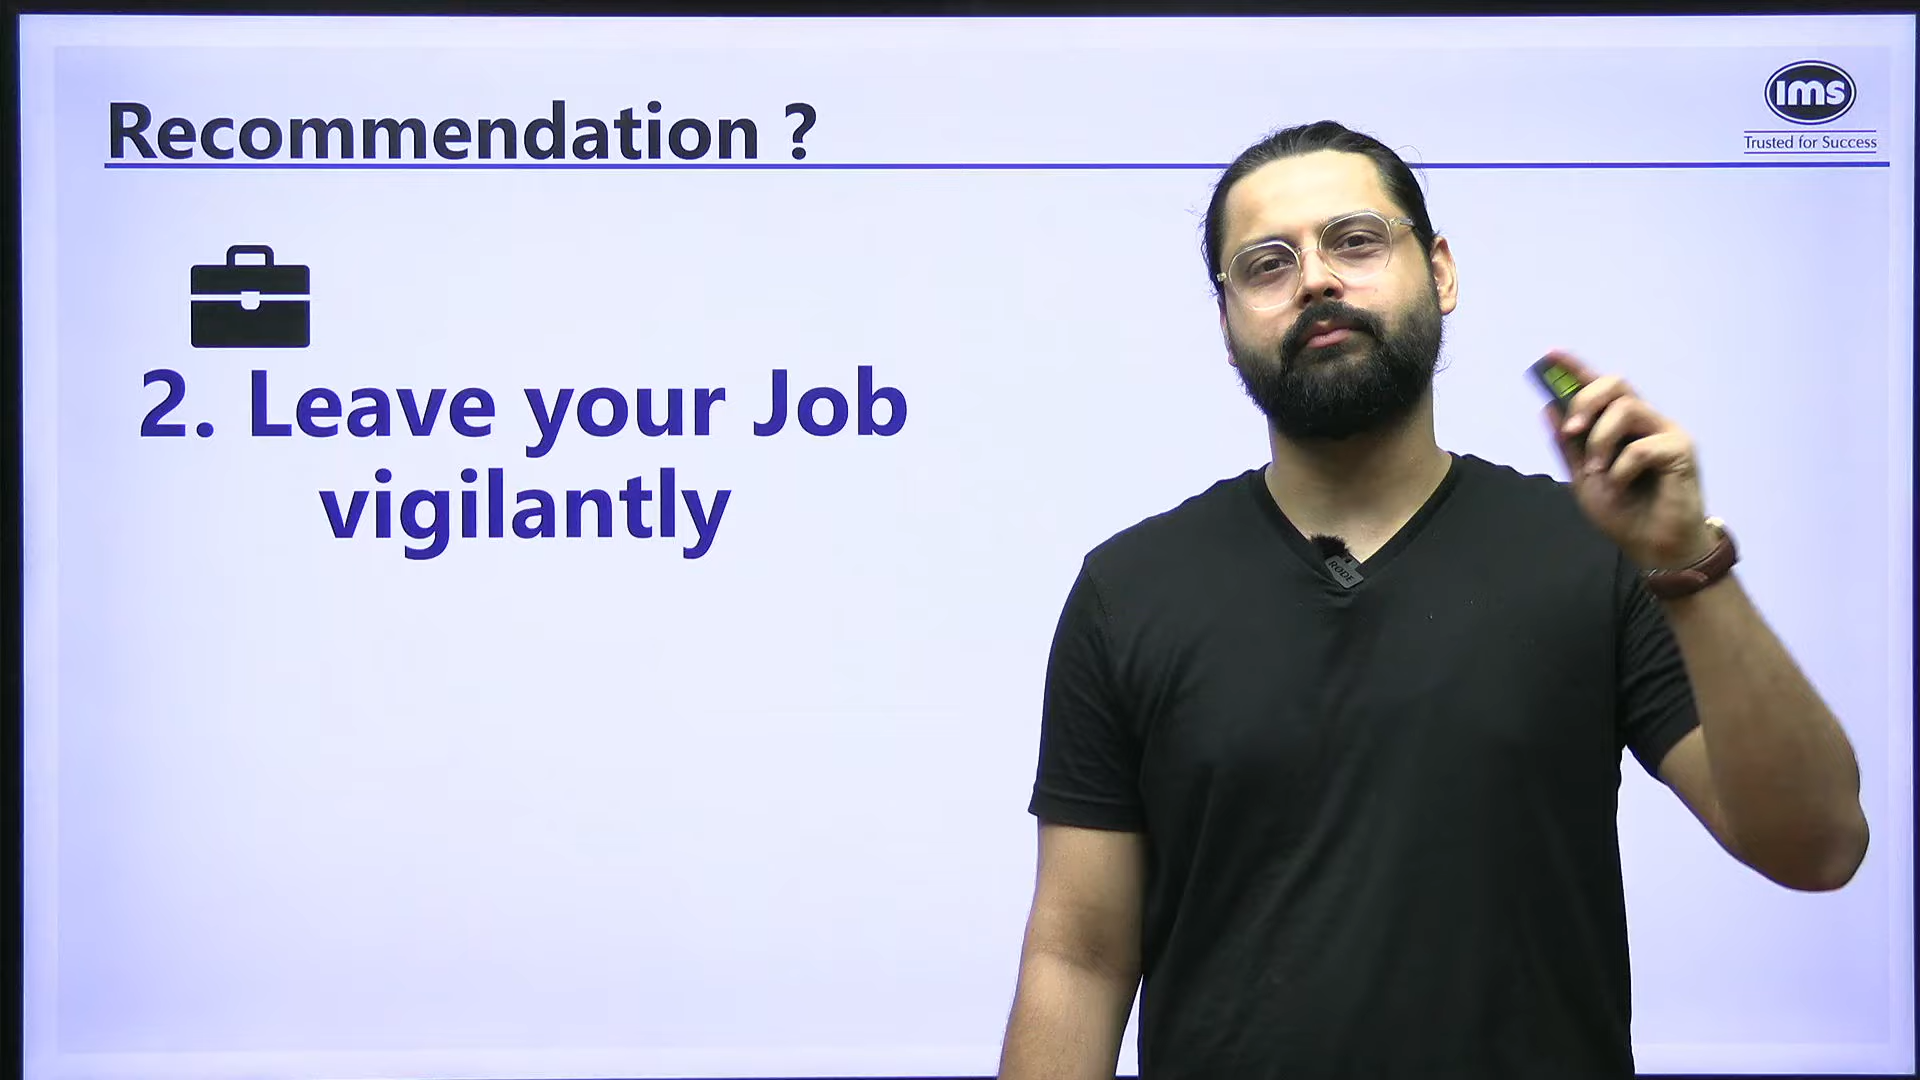 Recommendation ?
ims
Trusted for Success
2. Leave your Job
vigilantly
RODE